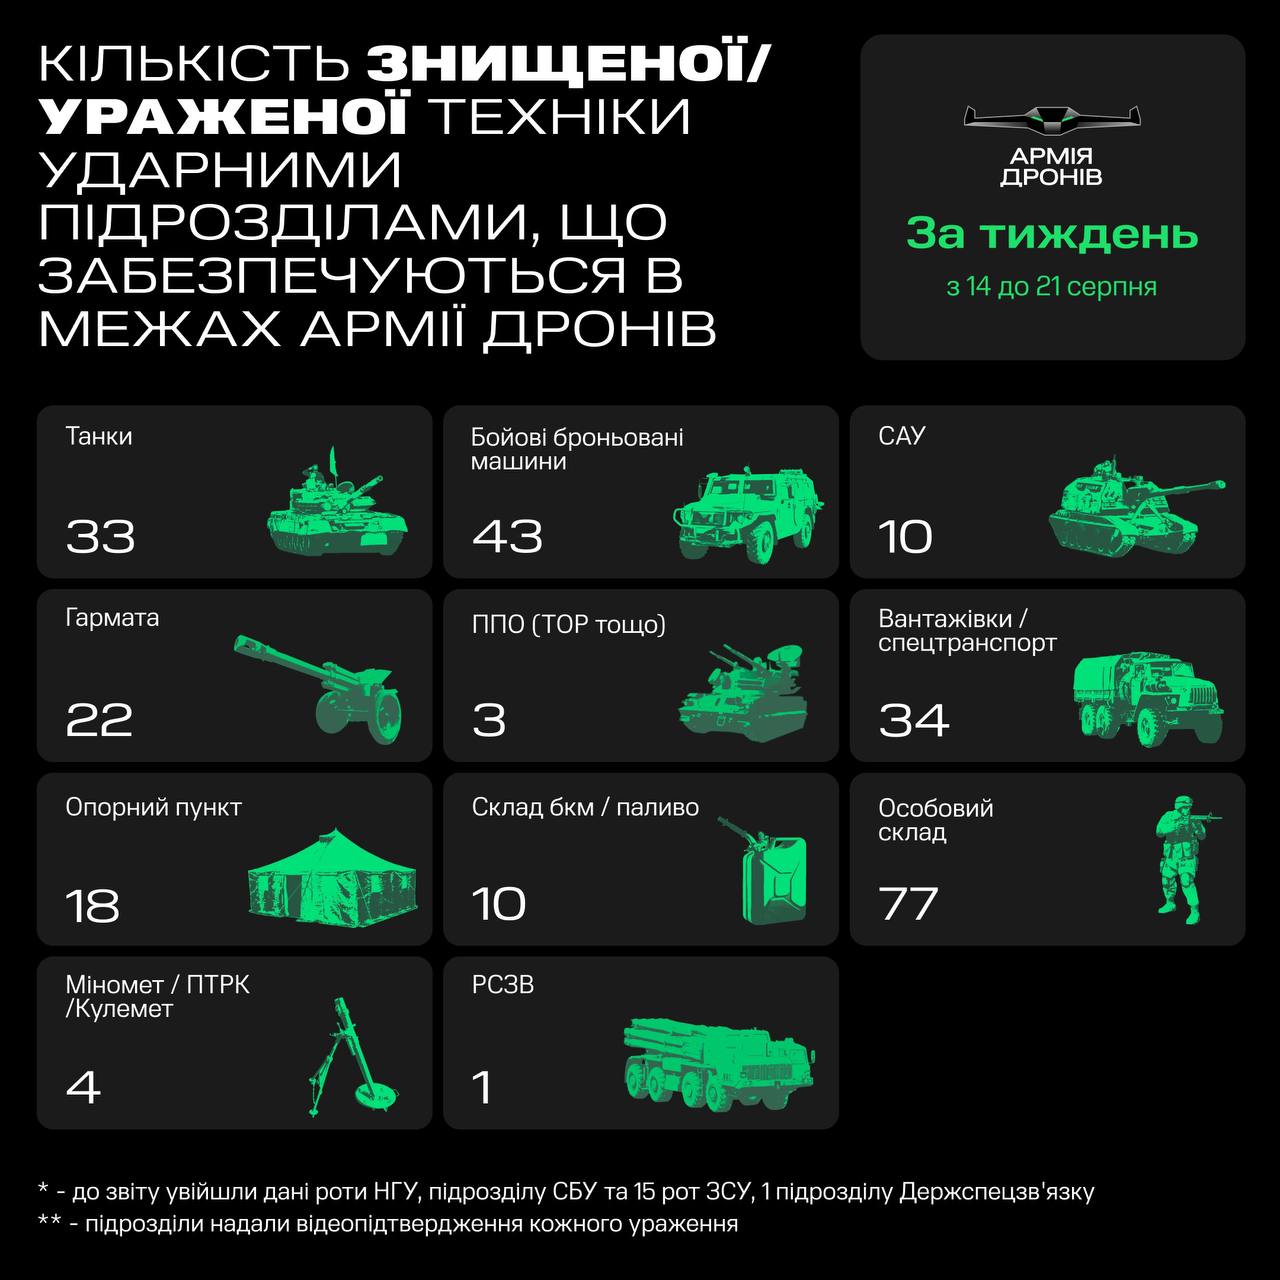 КІЛЬКІСТЬ ЗНИЩЕНОЇ/
УРАЖЕНОЇ ТЕХНІКИ
УДАРНИМИ
ПІДРОЗДІЛАМИ, ЩО
ЗАБЕЗПЕЧУЮТЬСЯ В
МЕЖАХ АРМІЇ ДРОНІВ
АРМІЯ
ДРОНІВ
За тиждень
з 14 до 21 серпня
Танки
33
Бойові броньовані
машини
43
САУ
10
Гармата
22
ППО (ТОР тощо)
3
Вантажівки /
спецтранспорт
34
Опорний пункт
18
Склад бкм / паливо
10
Особовий
склад
77
Міномет / ПТРК
/Кулемет
4
РСЗВ
1
* - до звіту увійшли дані роти НГУ, підрозділу СБУ та 15 рот ЗСУ, 1 підрозділу Держспецзв'язку
** - підрозділи надали відеопідтвердження кожного ураження